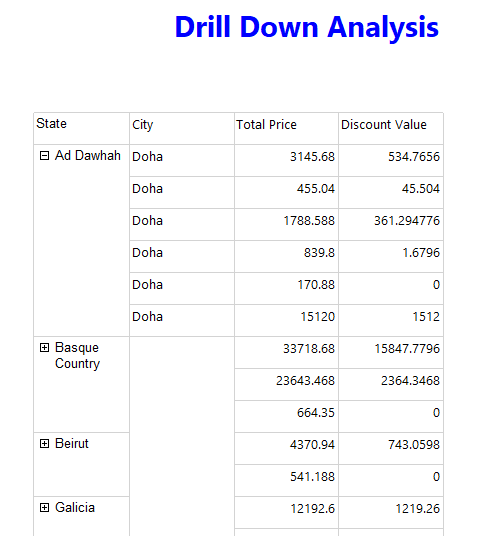 Drill Down Analysis
State City Total Price Discount Value
Ad Dawhah Doha 3145.68 534.7656
Doha 455.04 45.504
Doha 1788.588 361.294776
Doha 839.8 1.6796
Doha 170.88 0
Doha 15120 1512
Basque 33718.68 15847.7796
Country
23643.468 2364.3468
664.35 0
Beirut 4370.94 743.0598
541.188 0
Galicia 12192.6 1219.26